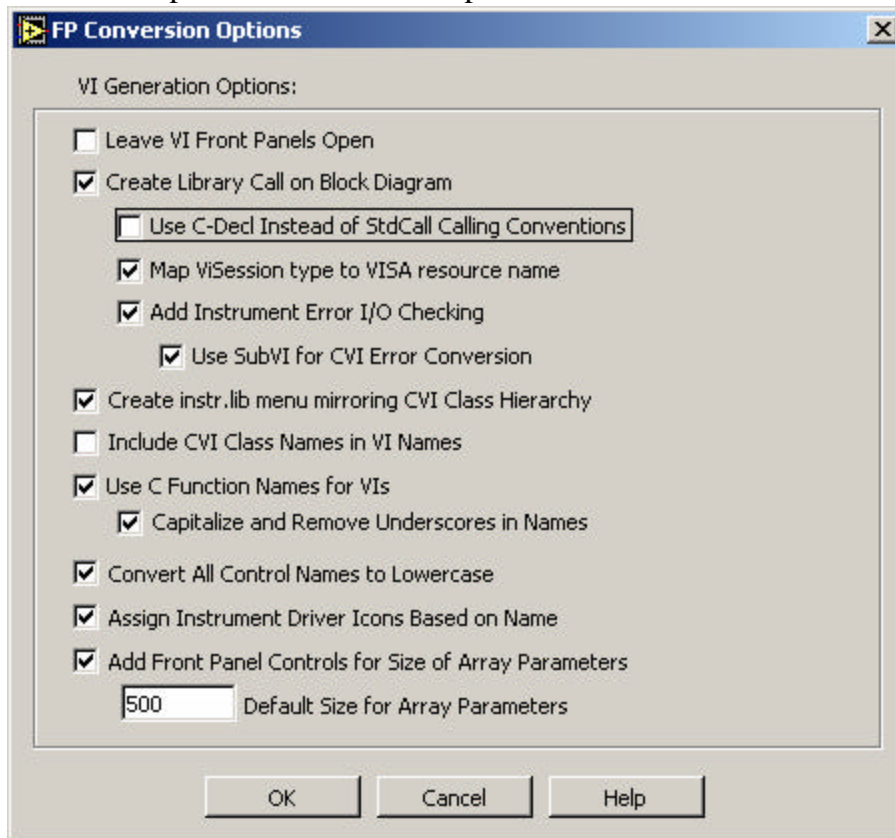 FP Conversion Options
VI Generation Options:
Leave VI Front Panels Open
Create Library Call on Block Diagram
Use C-Decl Instead of StdCall Calling Conventions
Map ViSession type to VISA resource name
Add Instrument Error I/O Checking
Use SubVI for CVI Error Conversion
Create instr.lib menu mirroring CVI Class Hierarchy
Include CVI Class Names in VI Names
Use C Function Names for VIs
Capitalize and Remove Underscores in Names
Convert All Control Names to Lowercase
Assign Instrument Driver Icons Based on Name
Add Front Panel Controls for Size of Array Parameters
500 Default Size for Array Parameters
OK Cancel Help